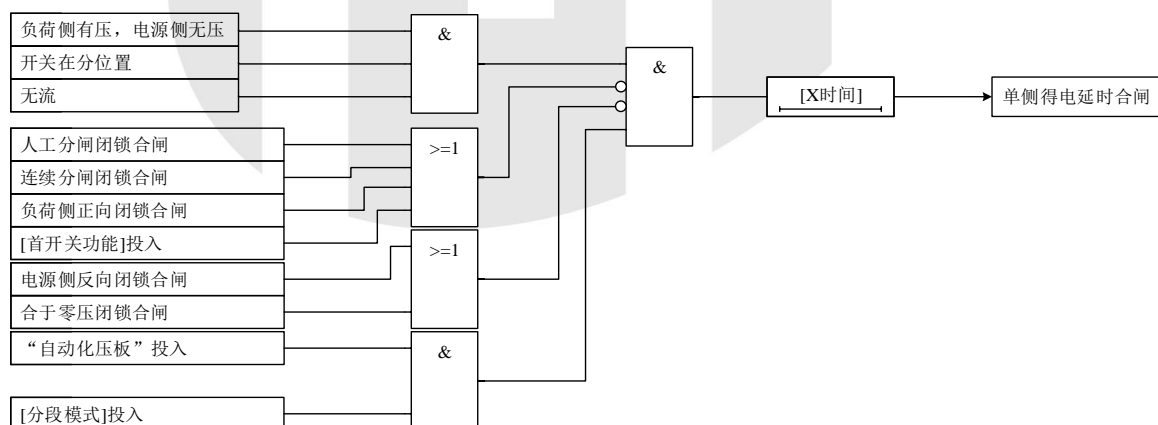 负荷侧有压，电源侧无压
开关在分位置
无流
&
人工分闸闭锁合闸
连续分闸闭锁合闸
负荷侧正向闭锁合闸
[首开关功能]投入
>=1
电源侧反向闭锁合闸
合于零压闭锁合闸
>=1
“自动化压板”投入
[分段模式]投入
&
&
[X时间]
单侧得电延时合闸